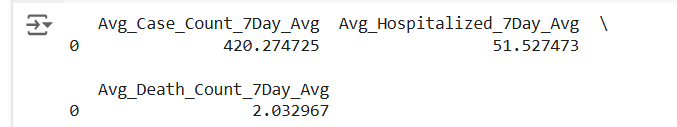 Avg_Case_Count_7Day_Avg  Avg_Hospitalized_7Day_Avg  \
0               420.274725                  51.527473
Avg_Death_Count_7Day_Avg
0                  2.032967